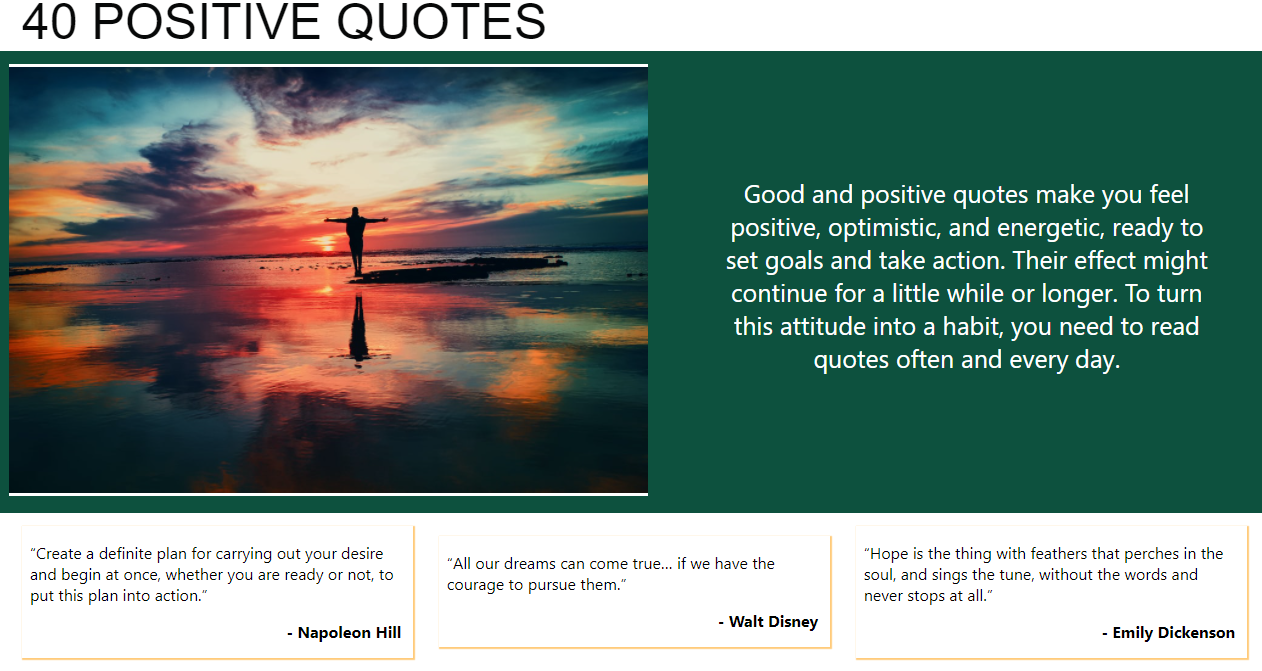 40 POSITIVE QUOTES
Good and positive quotes make you feel
positive, optimistic, and energetic, ready to
set goals and take action. Their effect might
continue for a little while or longer. To turn
this attitude into a habit, you need to read
quotes often and every day.
“Create a definite plan for carrying out your desire
and begin at once, whether you are ready or not, to
put this plan into action.”
- Napoleon Hill
“All our dreams can come true… if we have the
courage to pursue them.”
- Walt Disney
“Hope is the thing with feathers that perches in the
soul, and sings the tune, without the words and
never stops at all.”
- Emily Dickenson